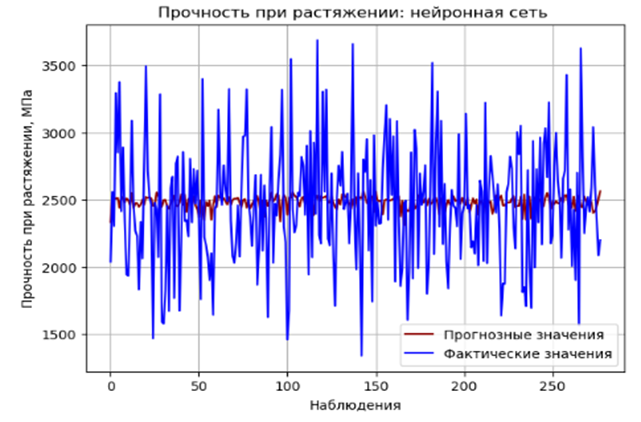 Прочность при растяжении: нейронная сеть
Прочность при растяжении, МПа
3500
3000
2500
2000
1500
Прогнозные значения
Фактические значения
0 50 100 150 200 250
Наблюдения